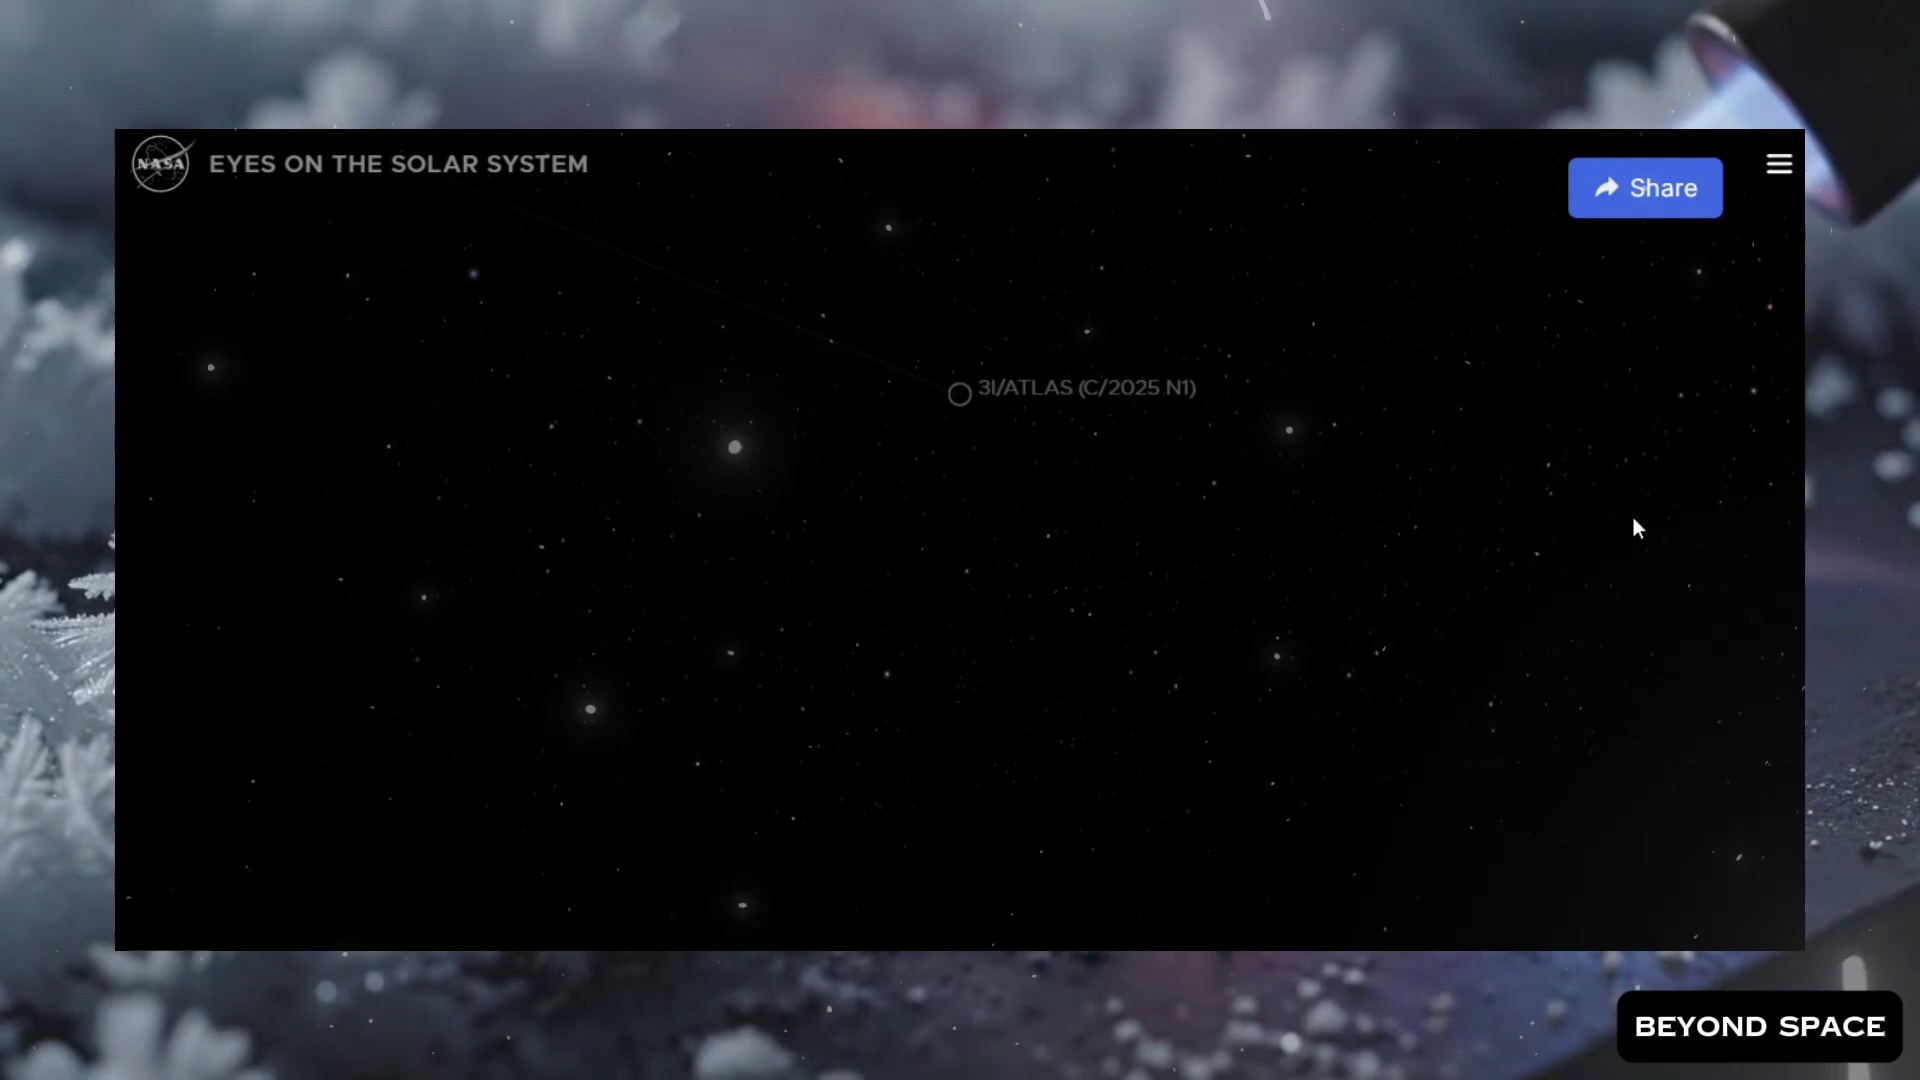 NASA
EYES ON THE SOLAR SYSTEM
Share
3I/ATLAS (C/2025 N1)
BEYOND SPACE